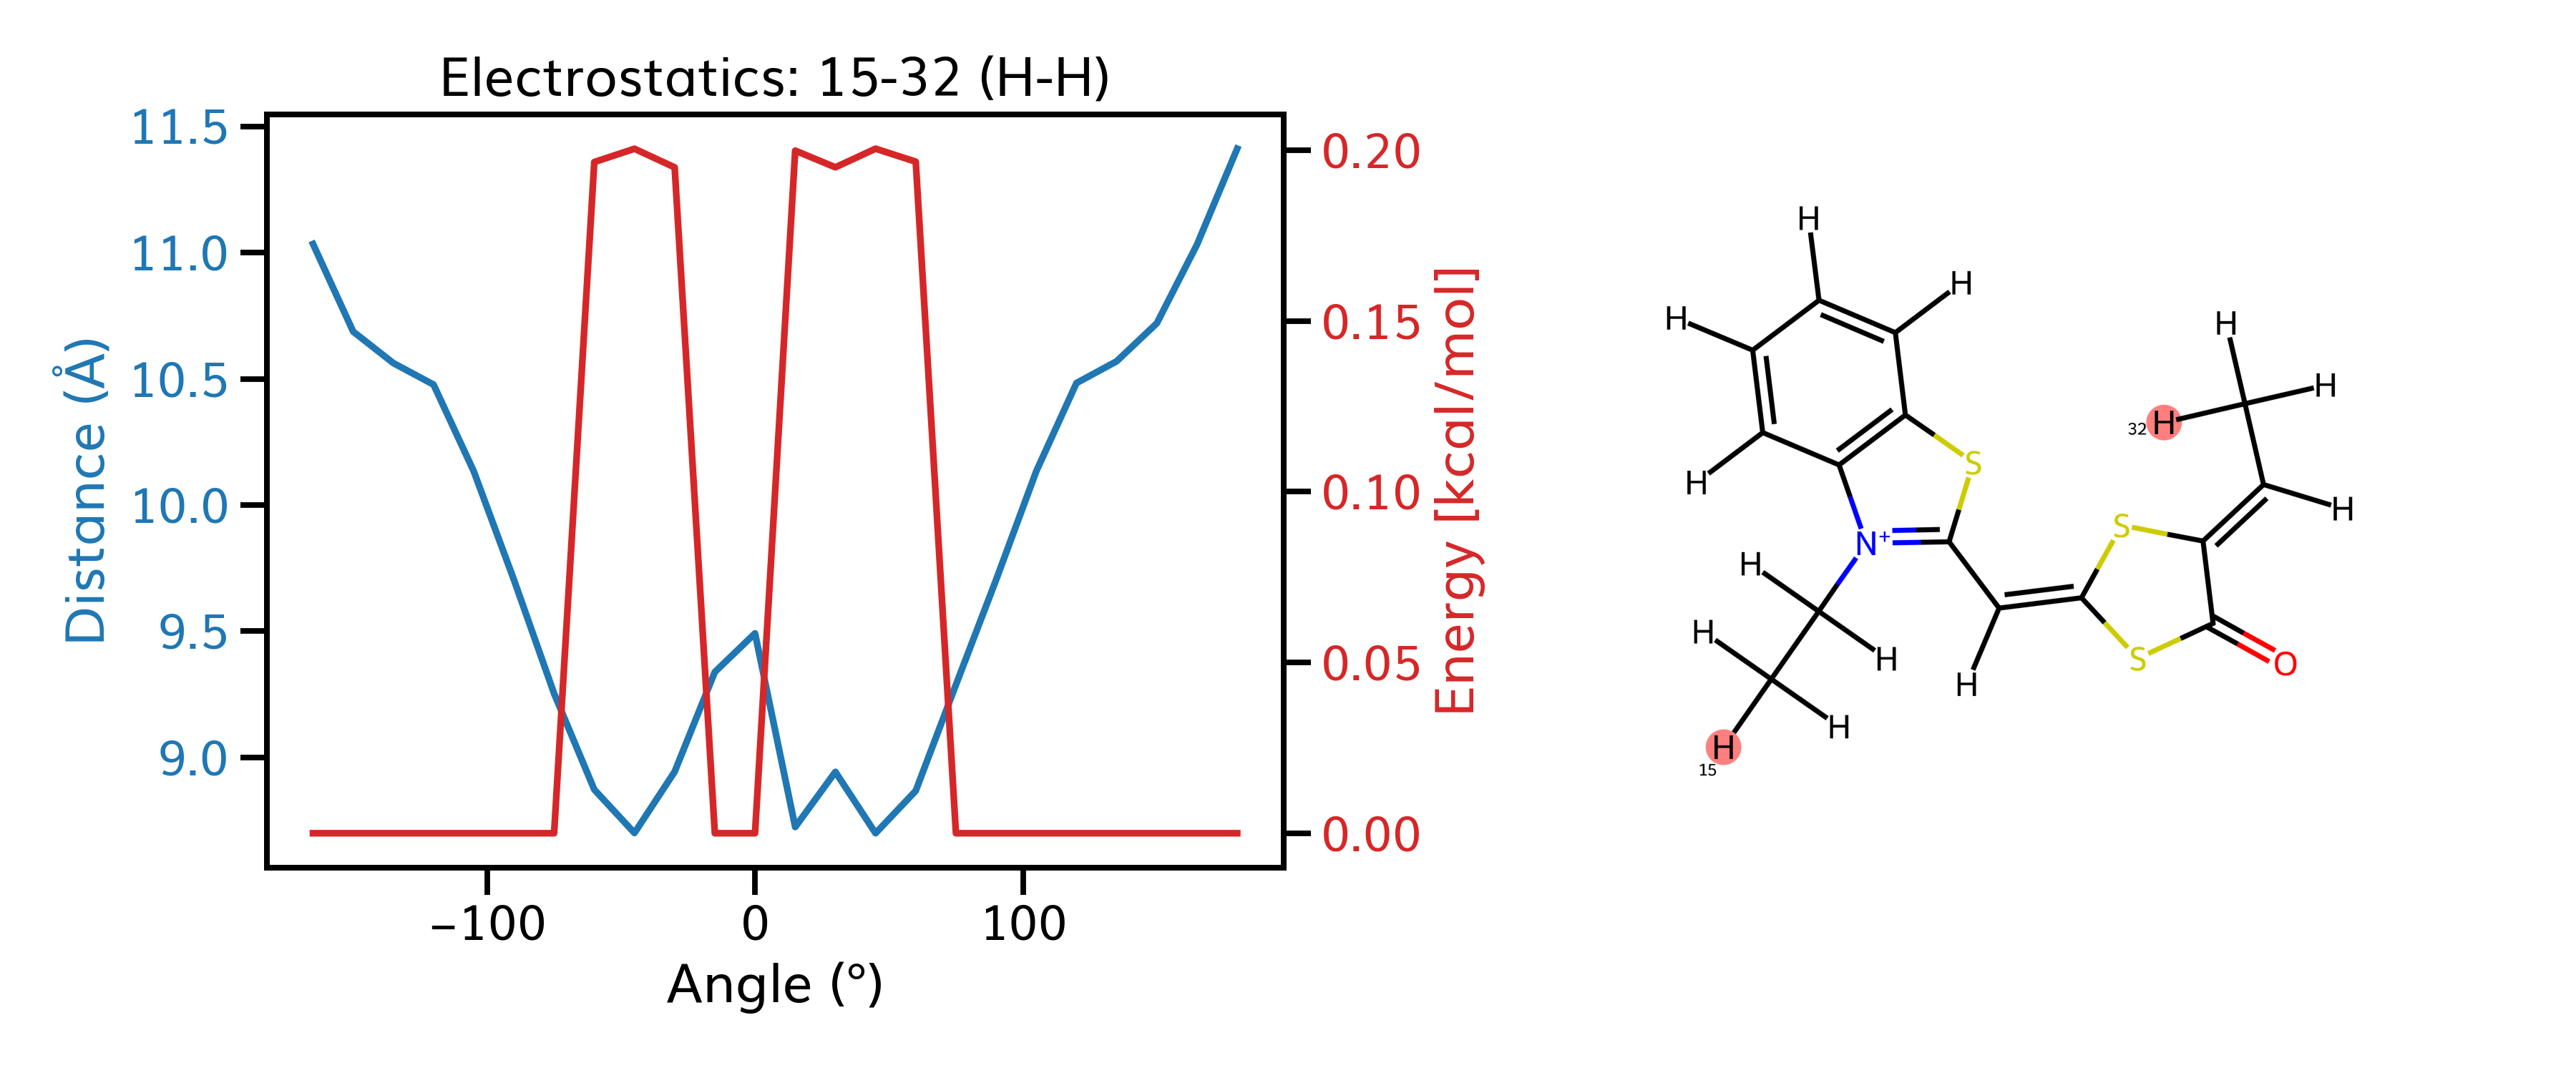 Electrostatics: 15-32 (H-H)
11.5
11.0
10.5
10.0
9.5
9.0
Distance (Å)
0.20
0.15
0.10
0.05
0.00
Energy [kcal/mol]
−100 0 100
Angle (°)
H
H
H
H
H
H
32 H
S
H
H
S
N+
H
H
H
S
O
H
H
H
15